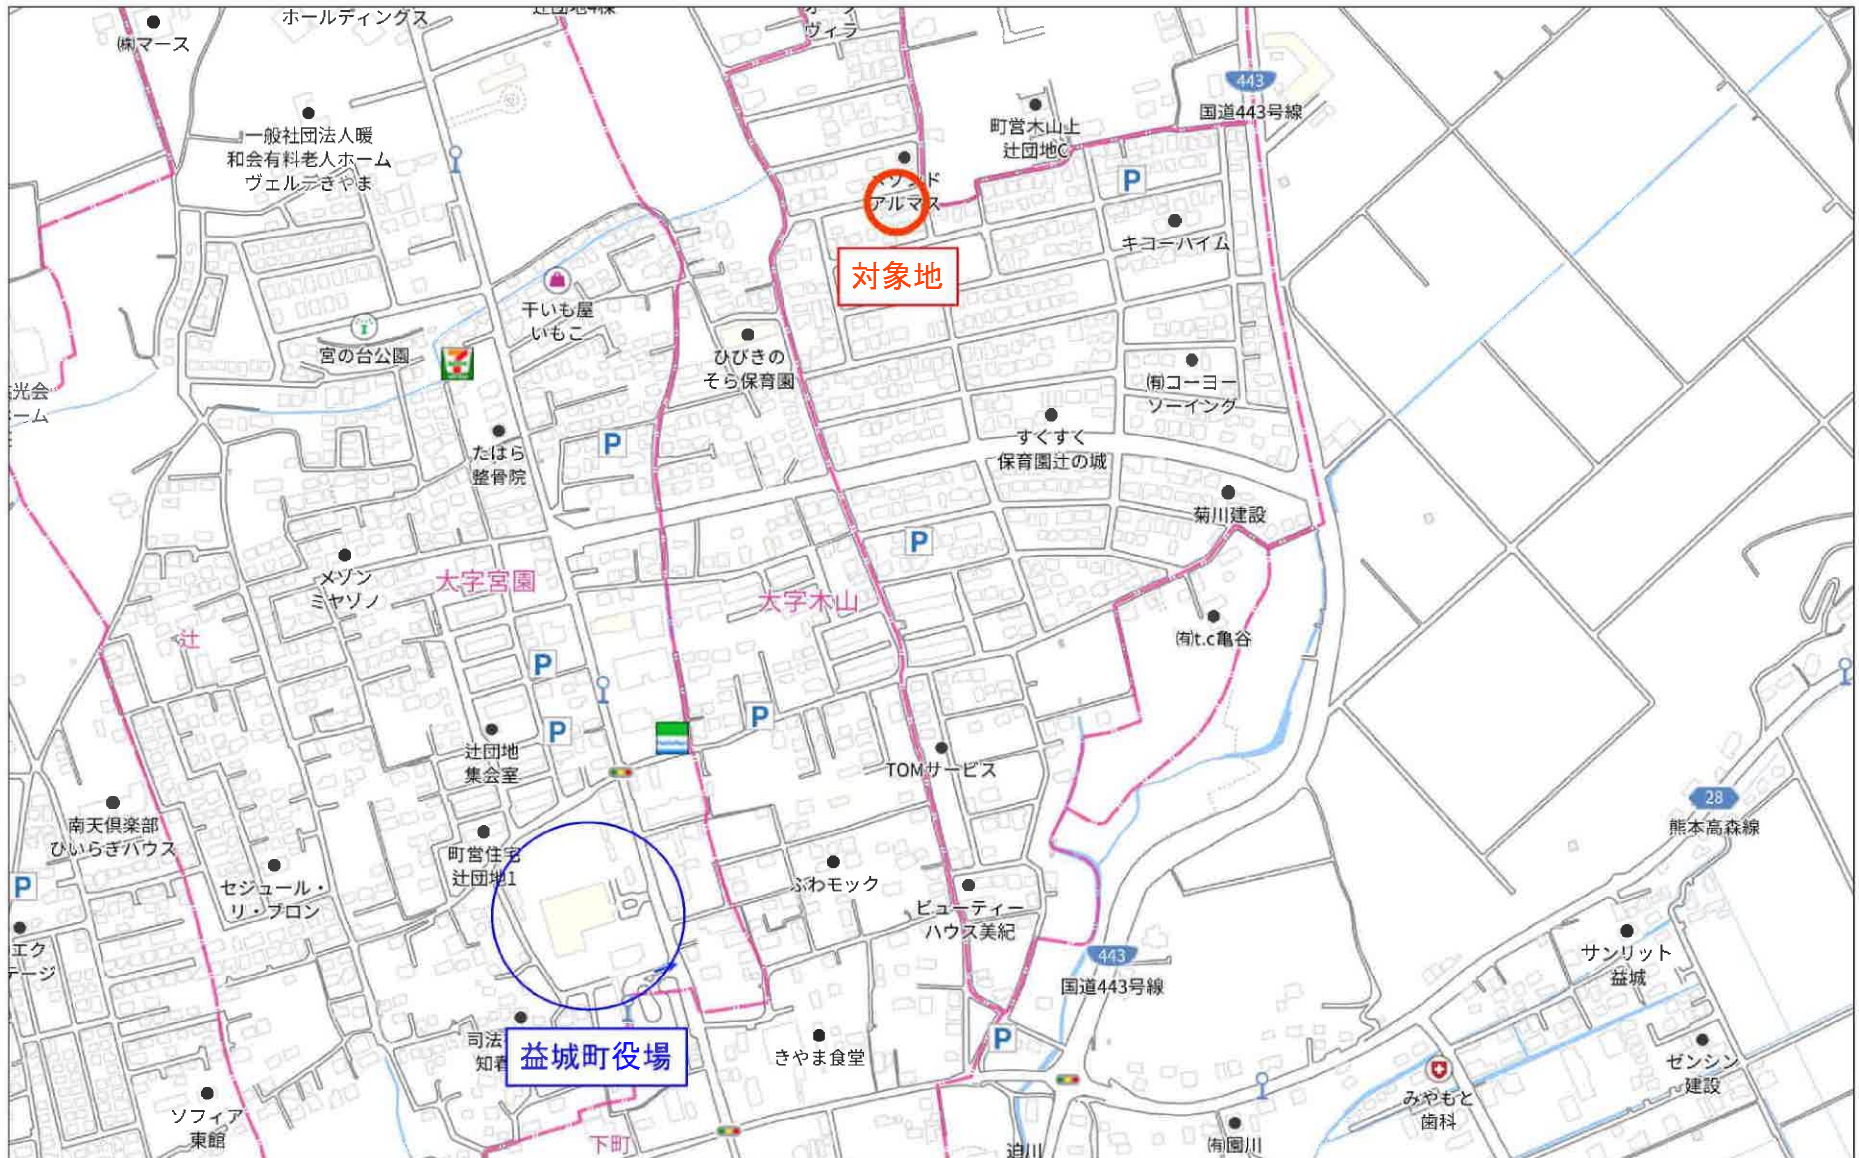 ホールディングス
㈱マース
ヴィラ
443
国道443号線
一般社団法人暖
和会有料老人ホーム
ヴェルデきやま
町営木山上
辻団地C
P
アルマス
キコーハイム
対象地
干いも屋
いもこ
宮の台公園
ひびきの
そら保育園
㈲コーヨー
ソーイング
光会
ーム
たはら
整骨院
P
すくすく
保育園辻の城
菊川建設
P
メゾン
ミヤゾノ
大字宮園
大字木山
辻
㈲t.c亀谷
P
P
P
辻団地
集会室
TOMサービス
28
熊本高森線
南天倶楽部
ひいらぎハウス
町営住宅
辻団地1
セジュール・
リ・ブロン
ふわモック
P
ビューティー
ハウス美紀
エク
テージ
443
国道443号線
サンリット
益城
司法
知春
益城町役場
きやま食堂
P
ゼンシン
建設
みやもと
歯科
ソフィア
東館
下町
迫川
㈲園川